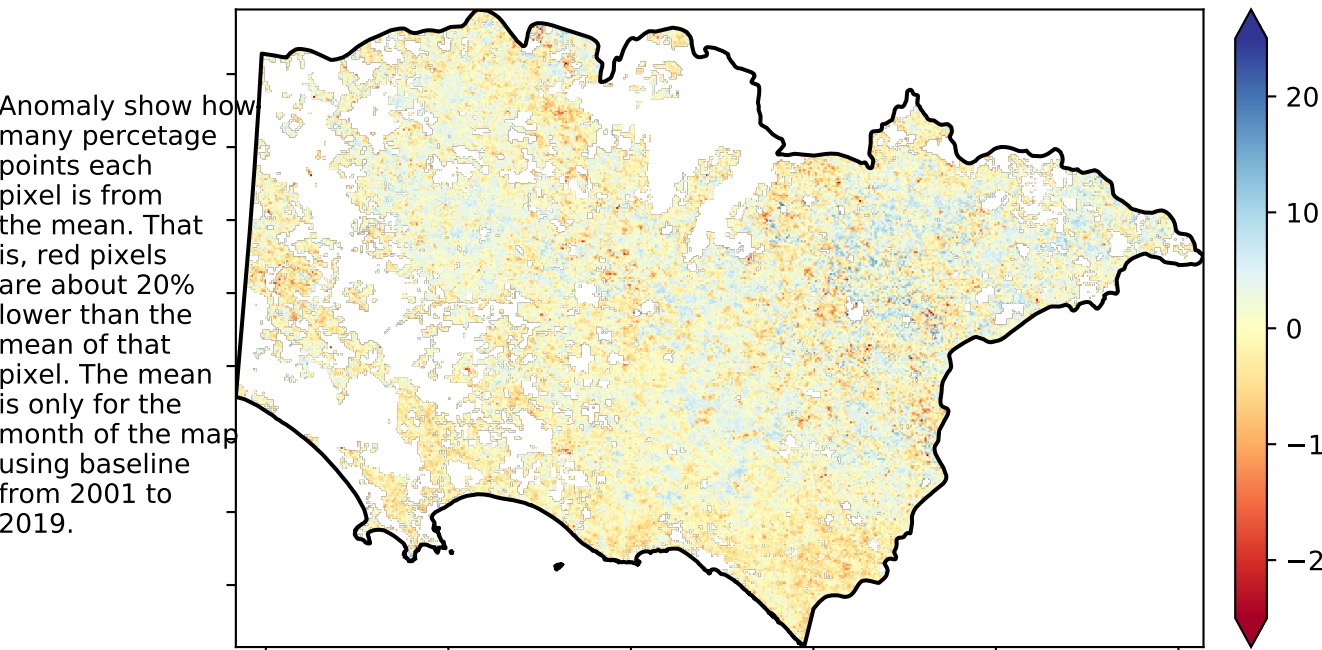 Anomaly show how
many percetage
points each
pixel is from
the mean. That
is, red pixels
are about 20%
lower than the
mean of that
pixel. The mean
is only for the
month of the map
using baseline
from 2001 to
2019.
20
10
0
−1
−2